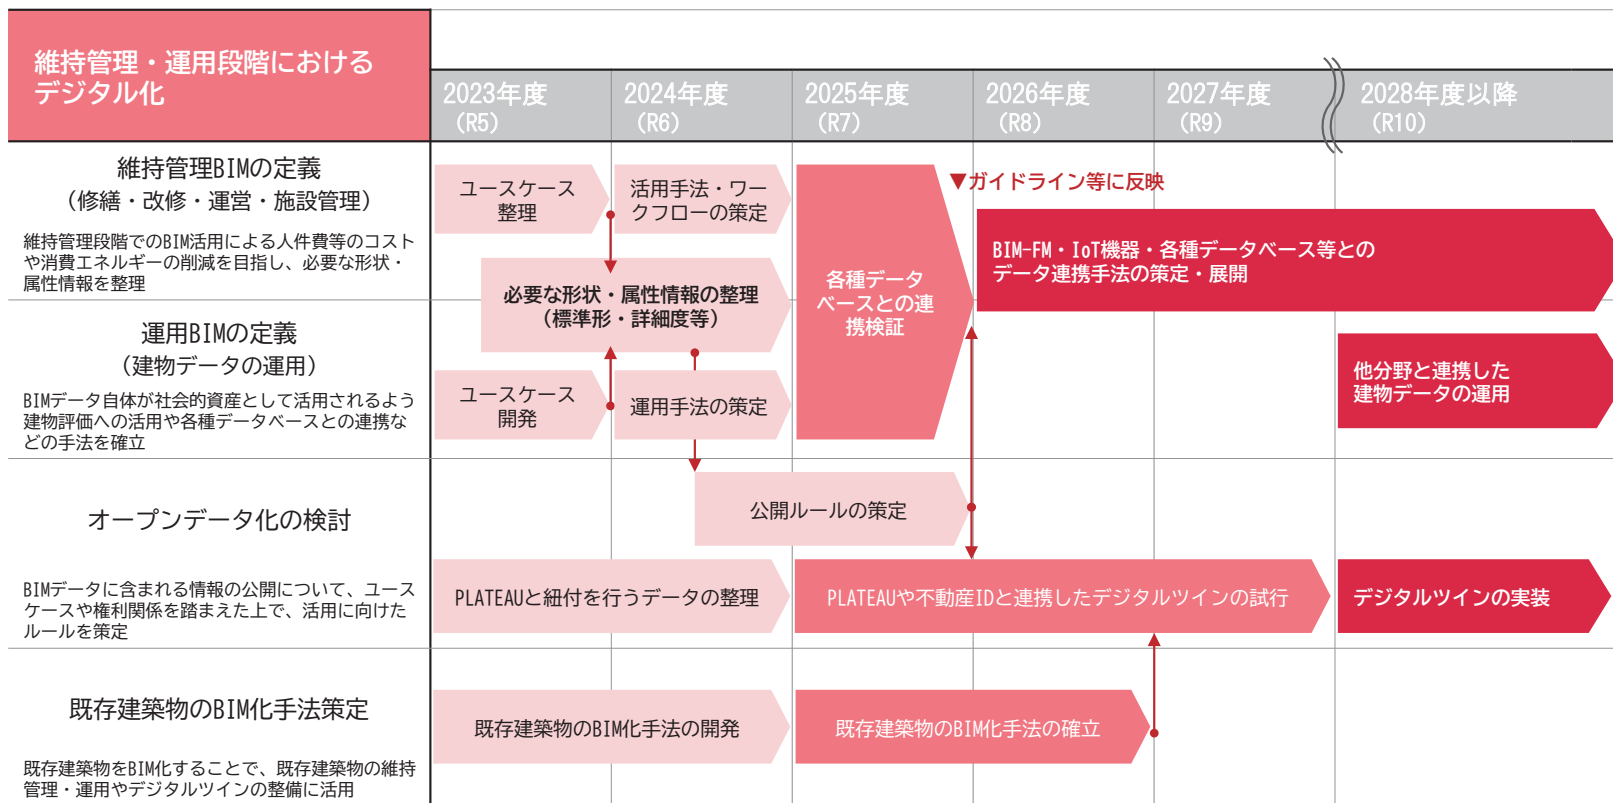 維持管理・運用段階における
デジタル化
2023年度
(R5)
2024年度
(R6)
2025年度
(R7)
2026年度
(R8)
2027年度
(R9)
2028年度以降
(R10)
維持管理BIMの定義
（修繕・改修・運営・施設管理）
維持管理段階でのBIM活用による人件費等のコスト
や消費エネルギーの削減を目指し、必要な形状・
属性情報を整理
ユースケース
整理
活用手法・ワー
クフローの策定
必要な形状・属性情報の整理
（標準形・詳細度等）
各種データ
ベースとの連
携検証
▼ガイドライン等に反映
BIM-FM・IoT機器・各種データベース等との
データ連携手法の策定・展開
運用BIMの定義
（建物データの運用）
BIMデータ自体が社会的資産として活用されるよう
建物評価への活用や各種データベースとの連携な
どの手法を確立
ユースケース
開発
運用手法の策定
他分野と連携した
建物データの運用
オープンデータ化の検討
BIMデータに含まれる情報の公開について、ユース
ケースや権利関係を踏まえた上で、活用に向けた
ルールを策定
公開ルールの策定
PLATEAUと紐付を行うデータの整理
PLATEAUや不動産IDと連携したデジタルツインの試行
デジタルツインの実装
既存建築物のBIM化手法策定
既存建築物をBIM化することで、既存建築物の維持
管理・運用やデジタルツインの整備に活用
既存建築物のBIM化手法の開発
既存建築物のBIM化手法の確立